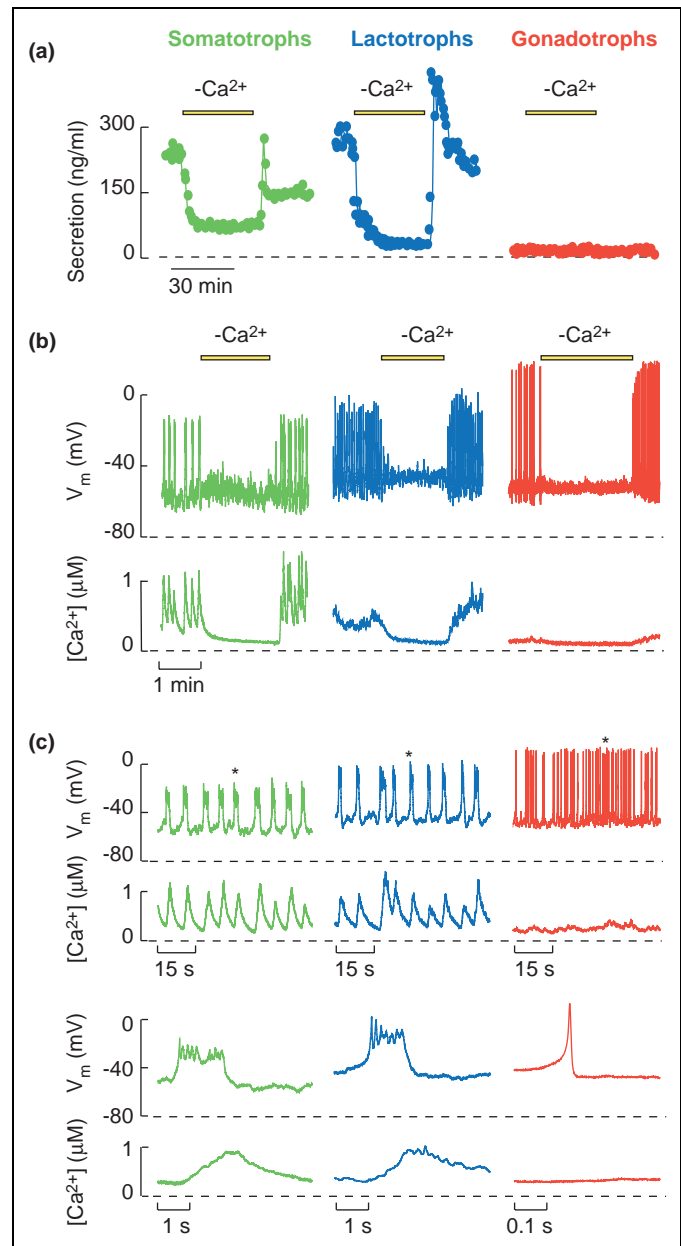 (a)
Somatotrophs Lactotrophs Gonadotrophs
-Ca2+ -Ca2+ -Ca2+
Secretion (ng/ml)
300
150
0
30 min
(b)
-Ca2+ -Ca2+ -Ca2+
Vm (mV)
0
-40
-80
[Ca2+] (μM)
1
0
1 min
(c)
* * *
Vm (mV)
0
-40
-80
[Ca2+] (μM)
1
0
15 s 15 s 15 s
Vm (mV)
0
-40
-80
[Ca2+] (μM)
1
0
1 s 1 s 0.1 s